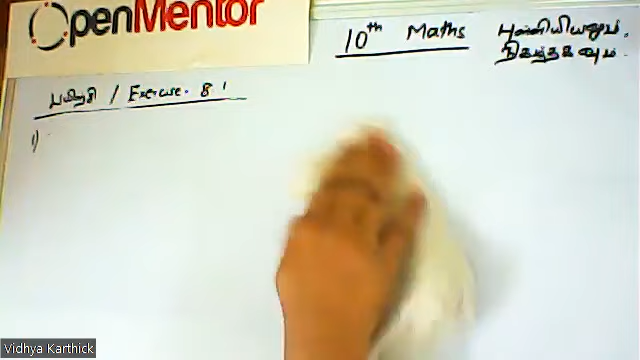 OpenMentor
10th Maths புள்ளியியலும்
நிகழ்தகவும்
பயிற்சி / Exercise. 8.1
1)
Vidhya Karthick